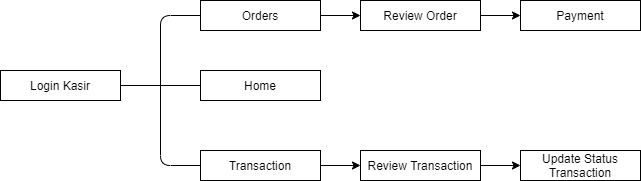 Orders
Review Order
Payment
Login Kasir
Home
Transaction
Review Transaction
Update Status
Transaction